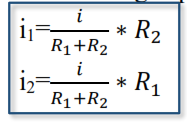 i₁=i/(R₁+R₂) * R₂
i₂=i/(R₁+R₂) * R₁